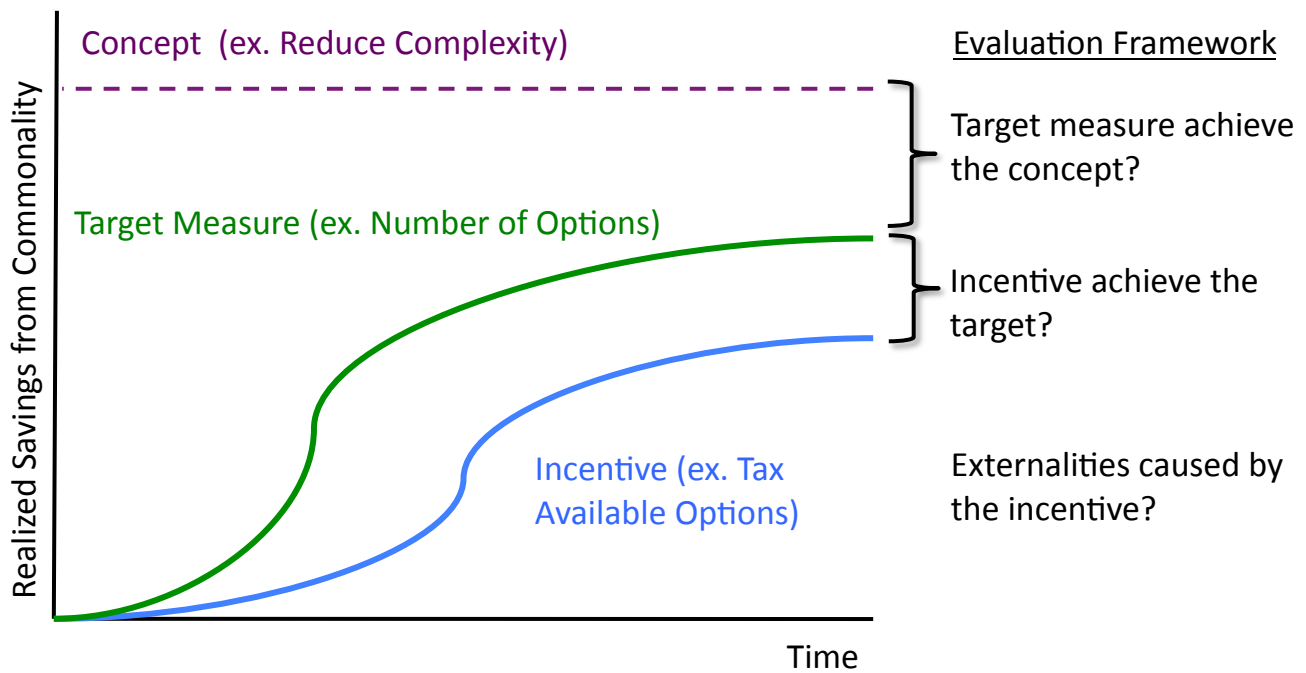 Concept  (ex. Reduce Complexity)
Evaluation Framework
Target measure achieve
the concept?
Target Measure (ex. Number of Options)
Incentive achieve the
target?
Incentive (ex. Tax
Available Options)
Externalities caused by
the incentive?
Realized Savings from Commonality
Time